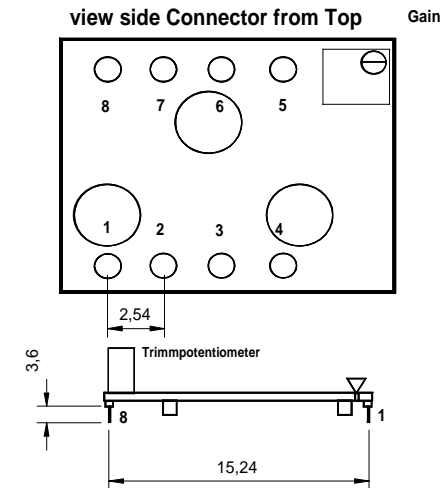 view side Connector from Top
Gain
8 7 6 5
1 2 3 4
2,54
Trimmpotentiometer
3,6
8 1
15,24